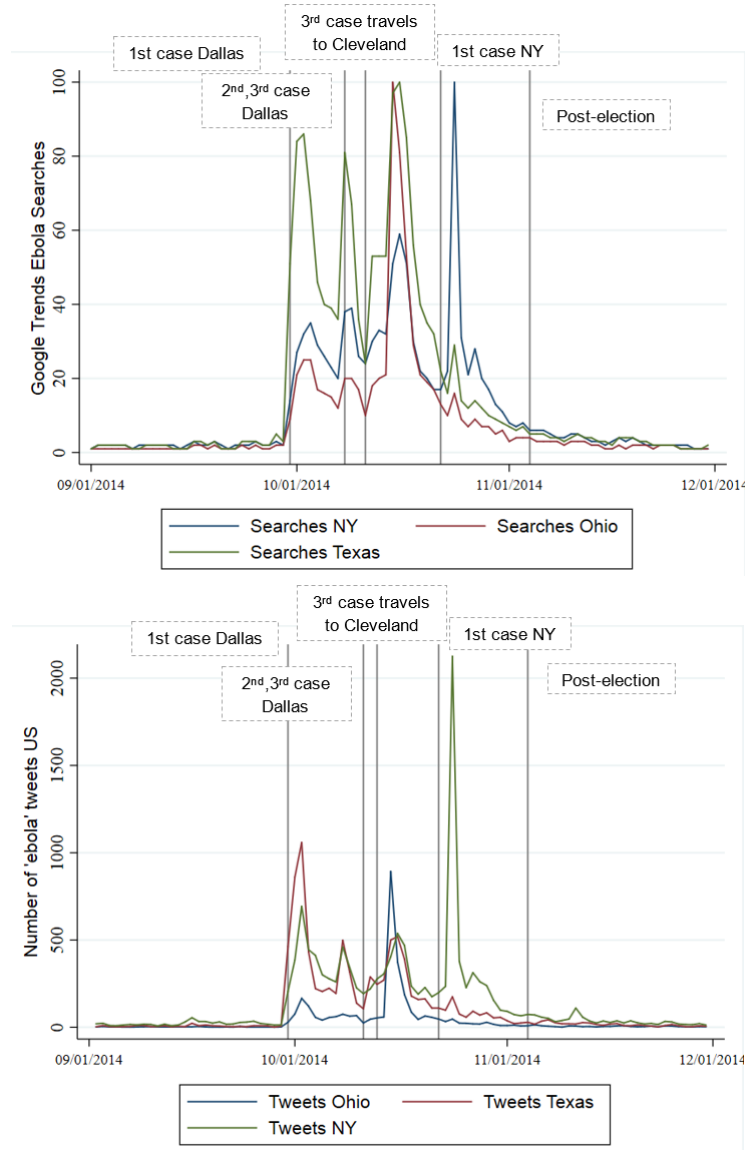 3rd case travels
to Cleveland
1st case Dallas
1st case NY
2nd,3rd case
Dallas
Post-election
Google Trends Ebola Searches
100
80
60
40
20
0
09/01/2014
10/01/2014
11/01/2014
12/01/2014
Searches NY
Searches Ohio
Searches Texas
3rd case travels
to Cleveland
1st case Dallas
1st case NY
2nd,3rd case
Dallas
Post-election
Number of 'ebola' tweets US
2000
1500
1000
500
0
09/01/2014
10/01/2014
11/01/2014
12/01/2014
Tweets Ohio
Tweets Texas
Tweets NY